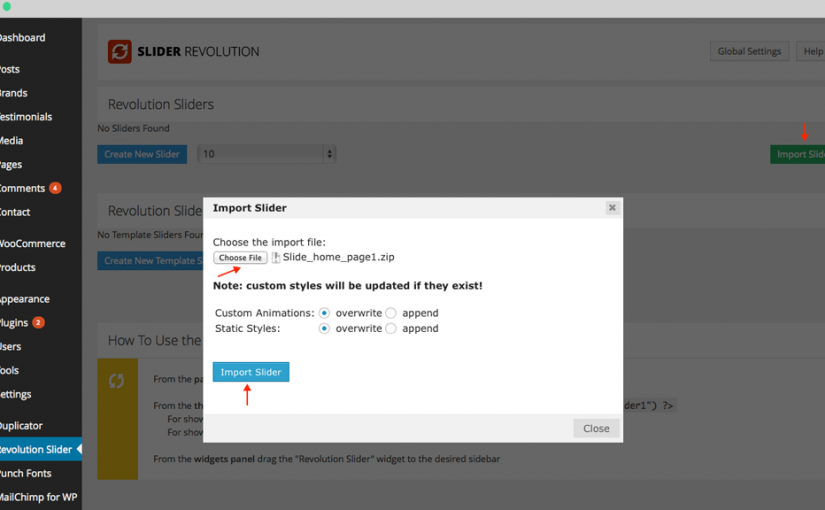 Dashboard
SLIDER REVOLUTION
Global Settings
Help
Posts
Brands
Revolution Sliders
Testimonials
No Sliders Found
Media
Create New Slider
10
Import Slide
Pages
Comments 4
Contact
Import Slider
Revolution Slide
No Template Sliders Foun
Choose the import file:
WooCommerce
Choose File
Slide_home_page1.zip
Create New Template S
Products
Note: custom styles will be updated if they exist!
Appearance
Custom Animations: overwrite append
Plugins 2
Static Styles: overwrite append
How To Use the
Users
Tools
Import Slider
From the pa
Settings
From the th
der1") ?>
For show
Duplicator
For show
Close
Revolution Slider
From the widgets panel drag the "Revolution Slider" widget to the desired sidebar
Punch Fonts
MailChimp for WP